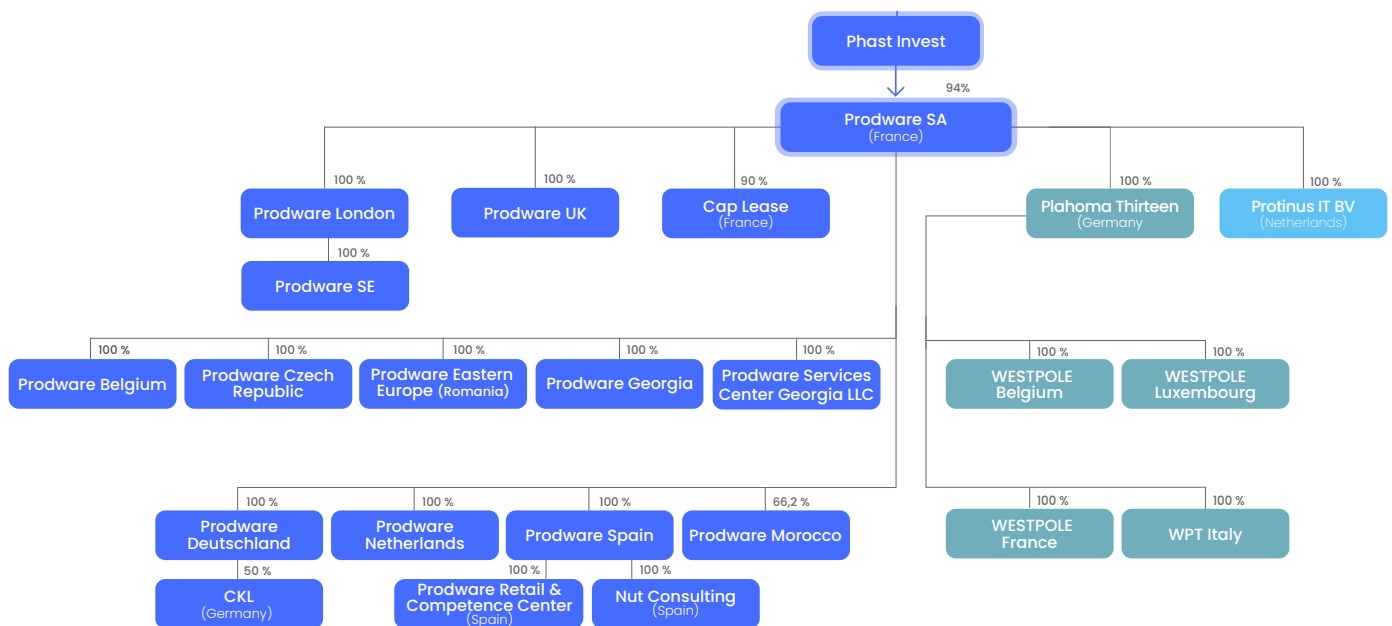 Phast Invest
94%
Prodware SA
(France)
100 %
100 %
90 %
100 %
100 %
Prodware London
Prodware UK
Cap Lease
(France)
Plahoma Thirteen
(Germany
Protinus IT BV
(Netherlands)
100 %
Prodware SE
100 %
100 %
100 %
100 %
100 %
100 %
100 %
Prodware Belgium
Prodware Czech
Republic
Prodware Eastern
Europe (Romania)
Prodware Georgia
Prodware Services
Center Georgia LLC
WESTPOLE
Belgium
WESTPOLE
Luxembourg
100 %
100 %
100 %
66,2 %
100 %
100 %
Prodware
Deutschland
Prodware
Netherlands
Prodware Spain
Prodware Morocco
WESTPOLE
France
WPT Italy
50 %
100 %
100 %
CKL
(Germany)
Prodware Retail &
Competence Center
(Spain)
Nut Consulting
(Spain)